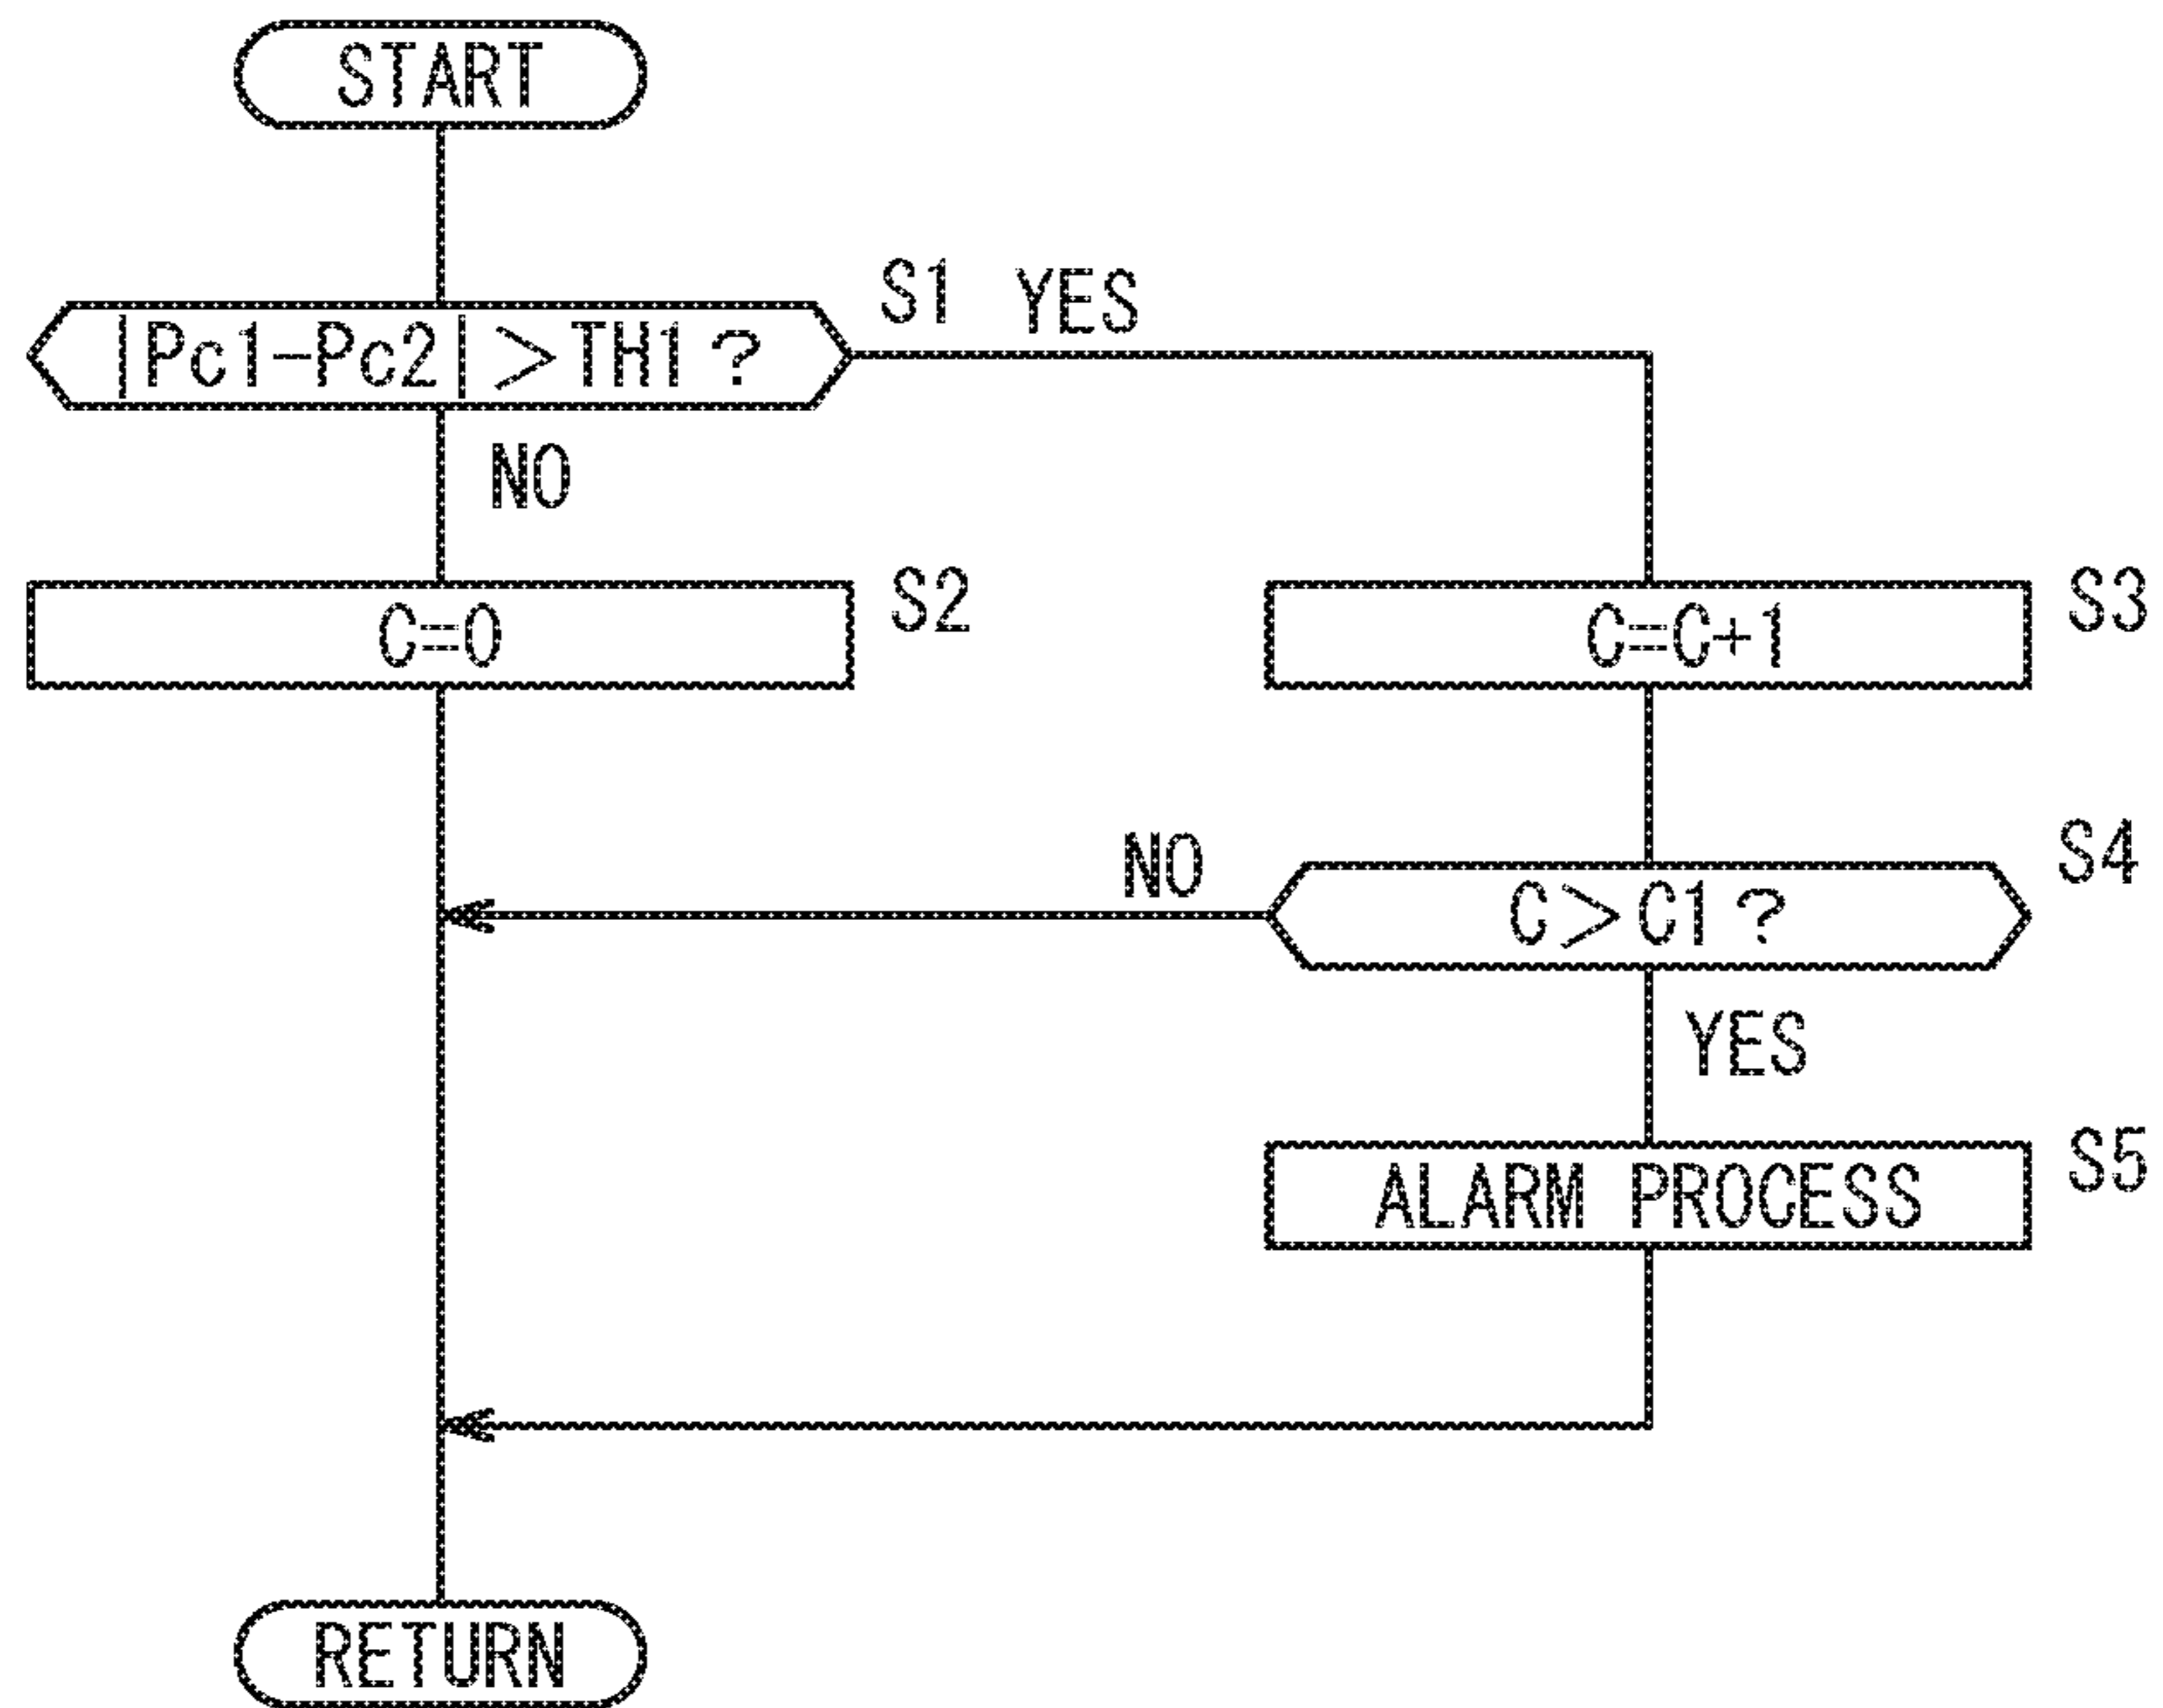 START
S1 YES
|Pc1-Pc2|>TH1?
NO
S2
C=0
S3
C=C+1
NO
S4
C>C1?
YES
S5
ALARM PROCESS
RETURN